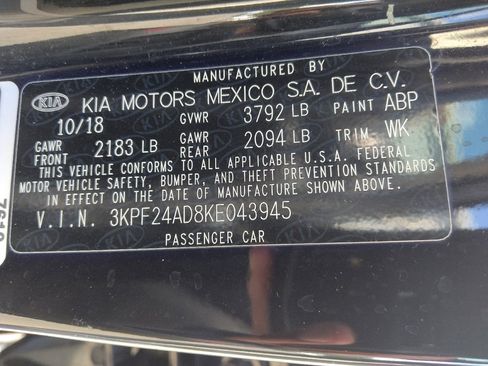 MANUFACTURED BY
KIA KIA MOTORS MEXICO S.A. DE C.V.
10/18 GVWR 3792 LB PAINT ABP
GAWR FRONT 2183 LB GAWR REAR 2094 LB TRIM WK
THIS VEHICLE CONFORMS TO ALL APPLICABLE U.S.A. FEDERAL
MOTOR VEHICLE SAFETY, BUMPER, AND THEFT PREVENTION STANDARDS
IN EFFECT ON THE DATE OF MANUFACTURE SHOWN ABOVE.
V.I.N. 3KPF24AD8KE043945
PASSENGER CAR